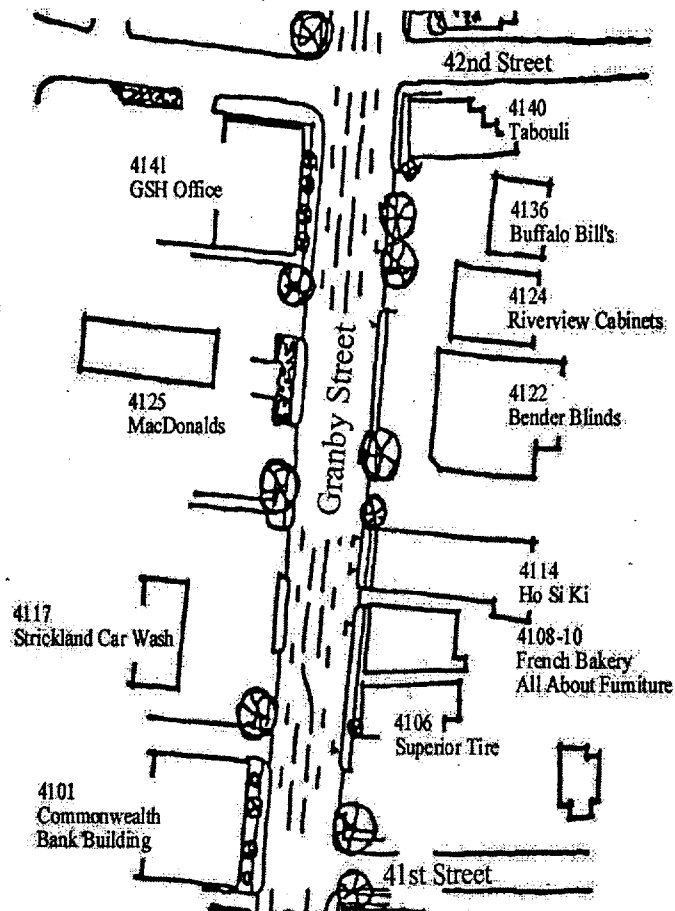 42nd Street
4140
Tabouli
4141
GSH Office
4136
Buffalo Bill's
4124
Riverview Cabinets
Granby Street
4125
MacDonalds
4122
Bender Blinds
4114
Ho Si Ki
4117
Strickland Car Wash
4108-10
French Bakery
All About Furniture
4106
Superior Tire
4101
Commonwealth
Bank Building
41st Street